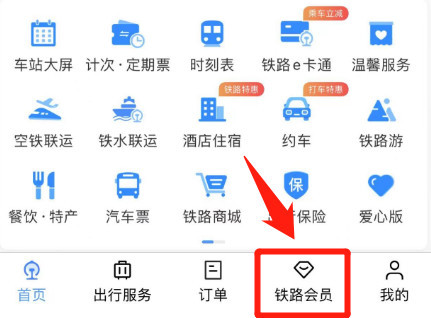 乘车立减
车站大屏 计次·定期票 时刻表 铁路e卡通 温馨服务
铁路特惠 打车特惠
空铁联运 铁水联运 酒店住宿 约车 铁路游
保
餐饮·特产 汽车票 铁路商城 保险 爱心版
首页 出行服务 订单 铁路会员 我的